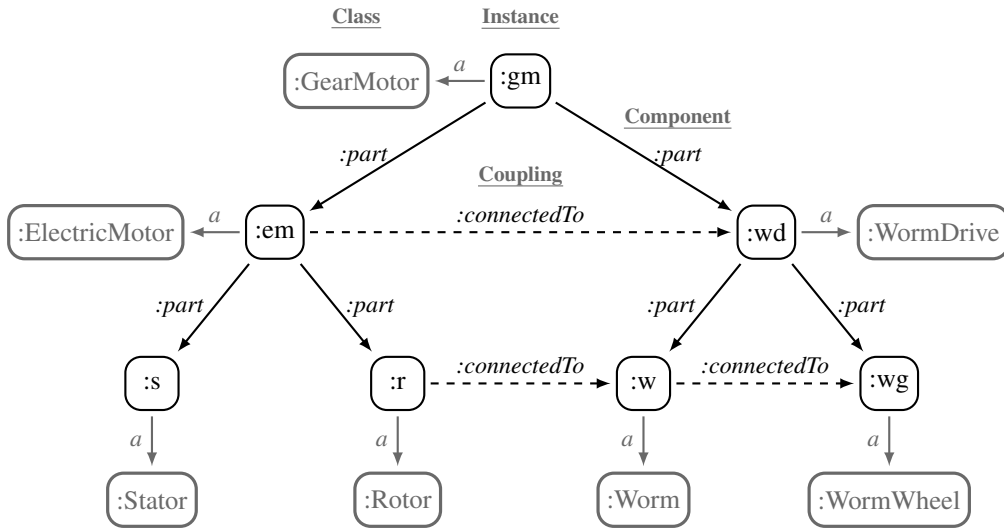 Class
Instance
:GearMotor
a
:gm
Component
:part
:part
Coupling
:ElectricMotor
a
:em
:connectedTo
:wd
a
:WormDrive
:part
:part
:part
:part
:s
:r
:connectedTo
:w
:connectedTo
:wg
a
a
a
a
:Stator
:Rotor
:Worm
:WormWheel